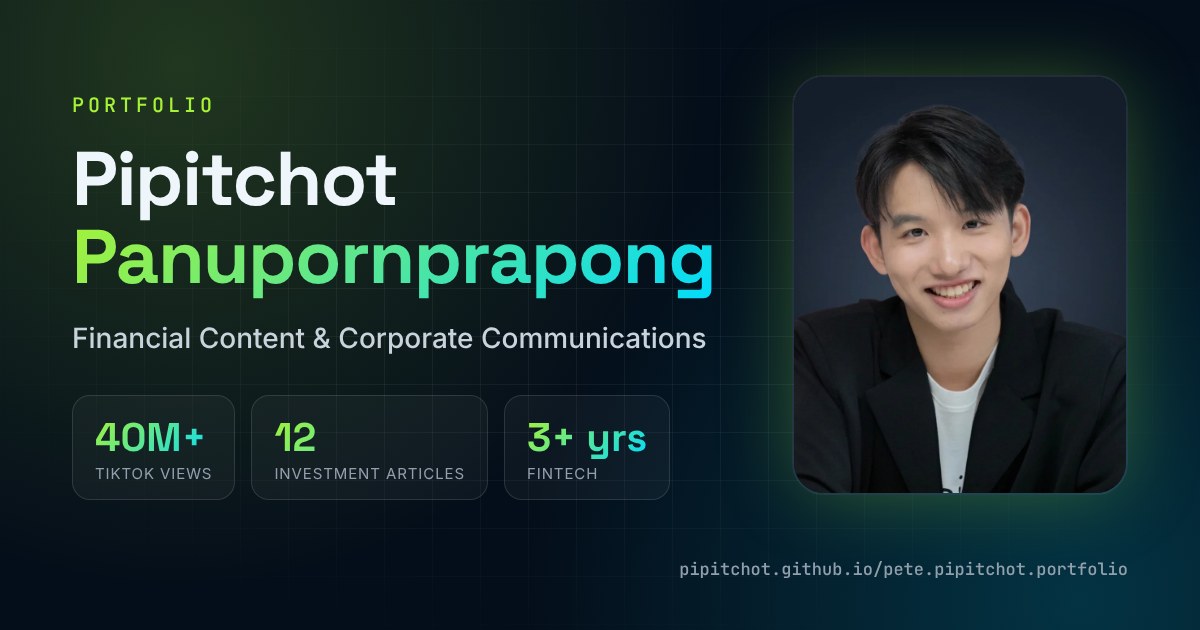 PORTFOLIO
Pipitchot
Panupornprapong
Financial Content & Corporate Communications
40M+
TIKTOK VIEWS
12
INVESTMENT ARTICLES
3+ yrs
FINTECH
pipitchot.github.io/pete.pipitchot.portfolio